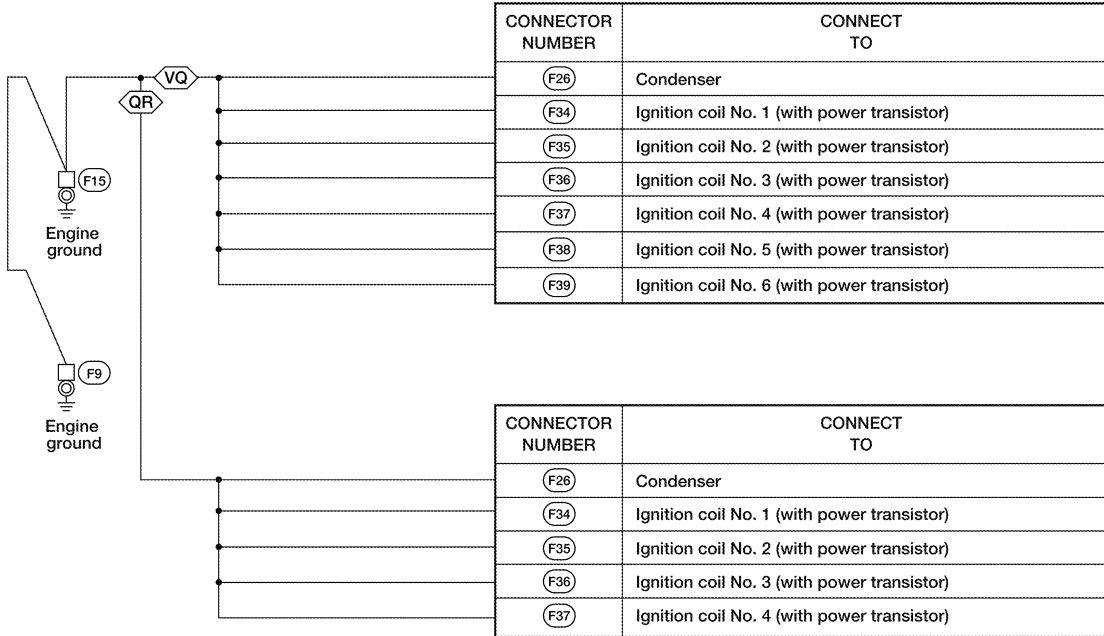 CONNECTOR NUMBER CONNECT TO
VQ
QR
F26 Condenser
F34 Ignition coil No. 1 (with power transistor)
F35 Ignition coil No. 2 (with power transistor)
F36 Ignition coil No. 3 (with power transistor)
F37 Ignition coil No. 4 (with power transistor)
F38 Ignition coil No. 5 (with power transistor)
F39 Ignition coil No. 6 (with power transistor)
F15
Engine
ground
F9
Engine
ground
CONNECTOR NUMBER CONNECT TO
F26 Condenser
F34 Ignition coil No. 1 (with power transistor)
F35 Ignition coil No. 2 (with power transistor)
F36 Ignition coil No. 3 (with power transistor)
F37 Ignition coil No. 4 (with power transistor)